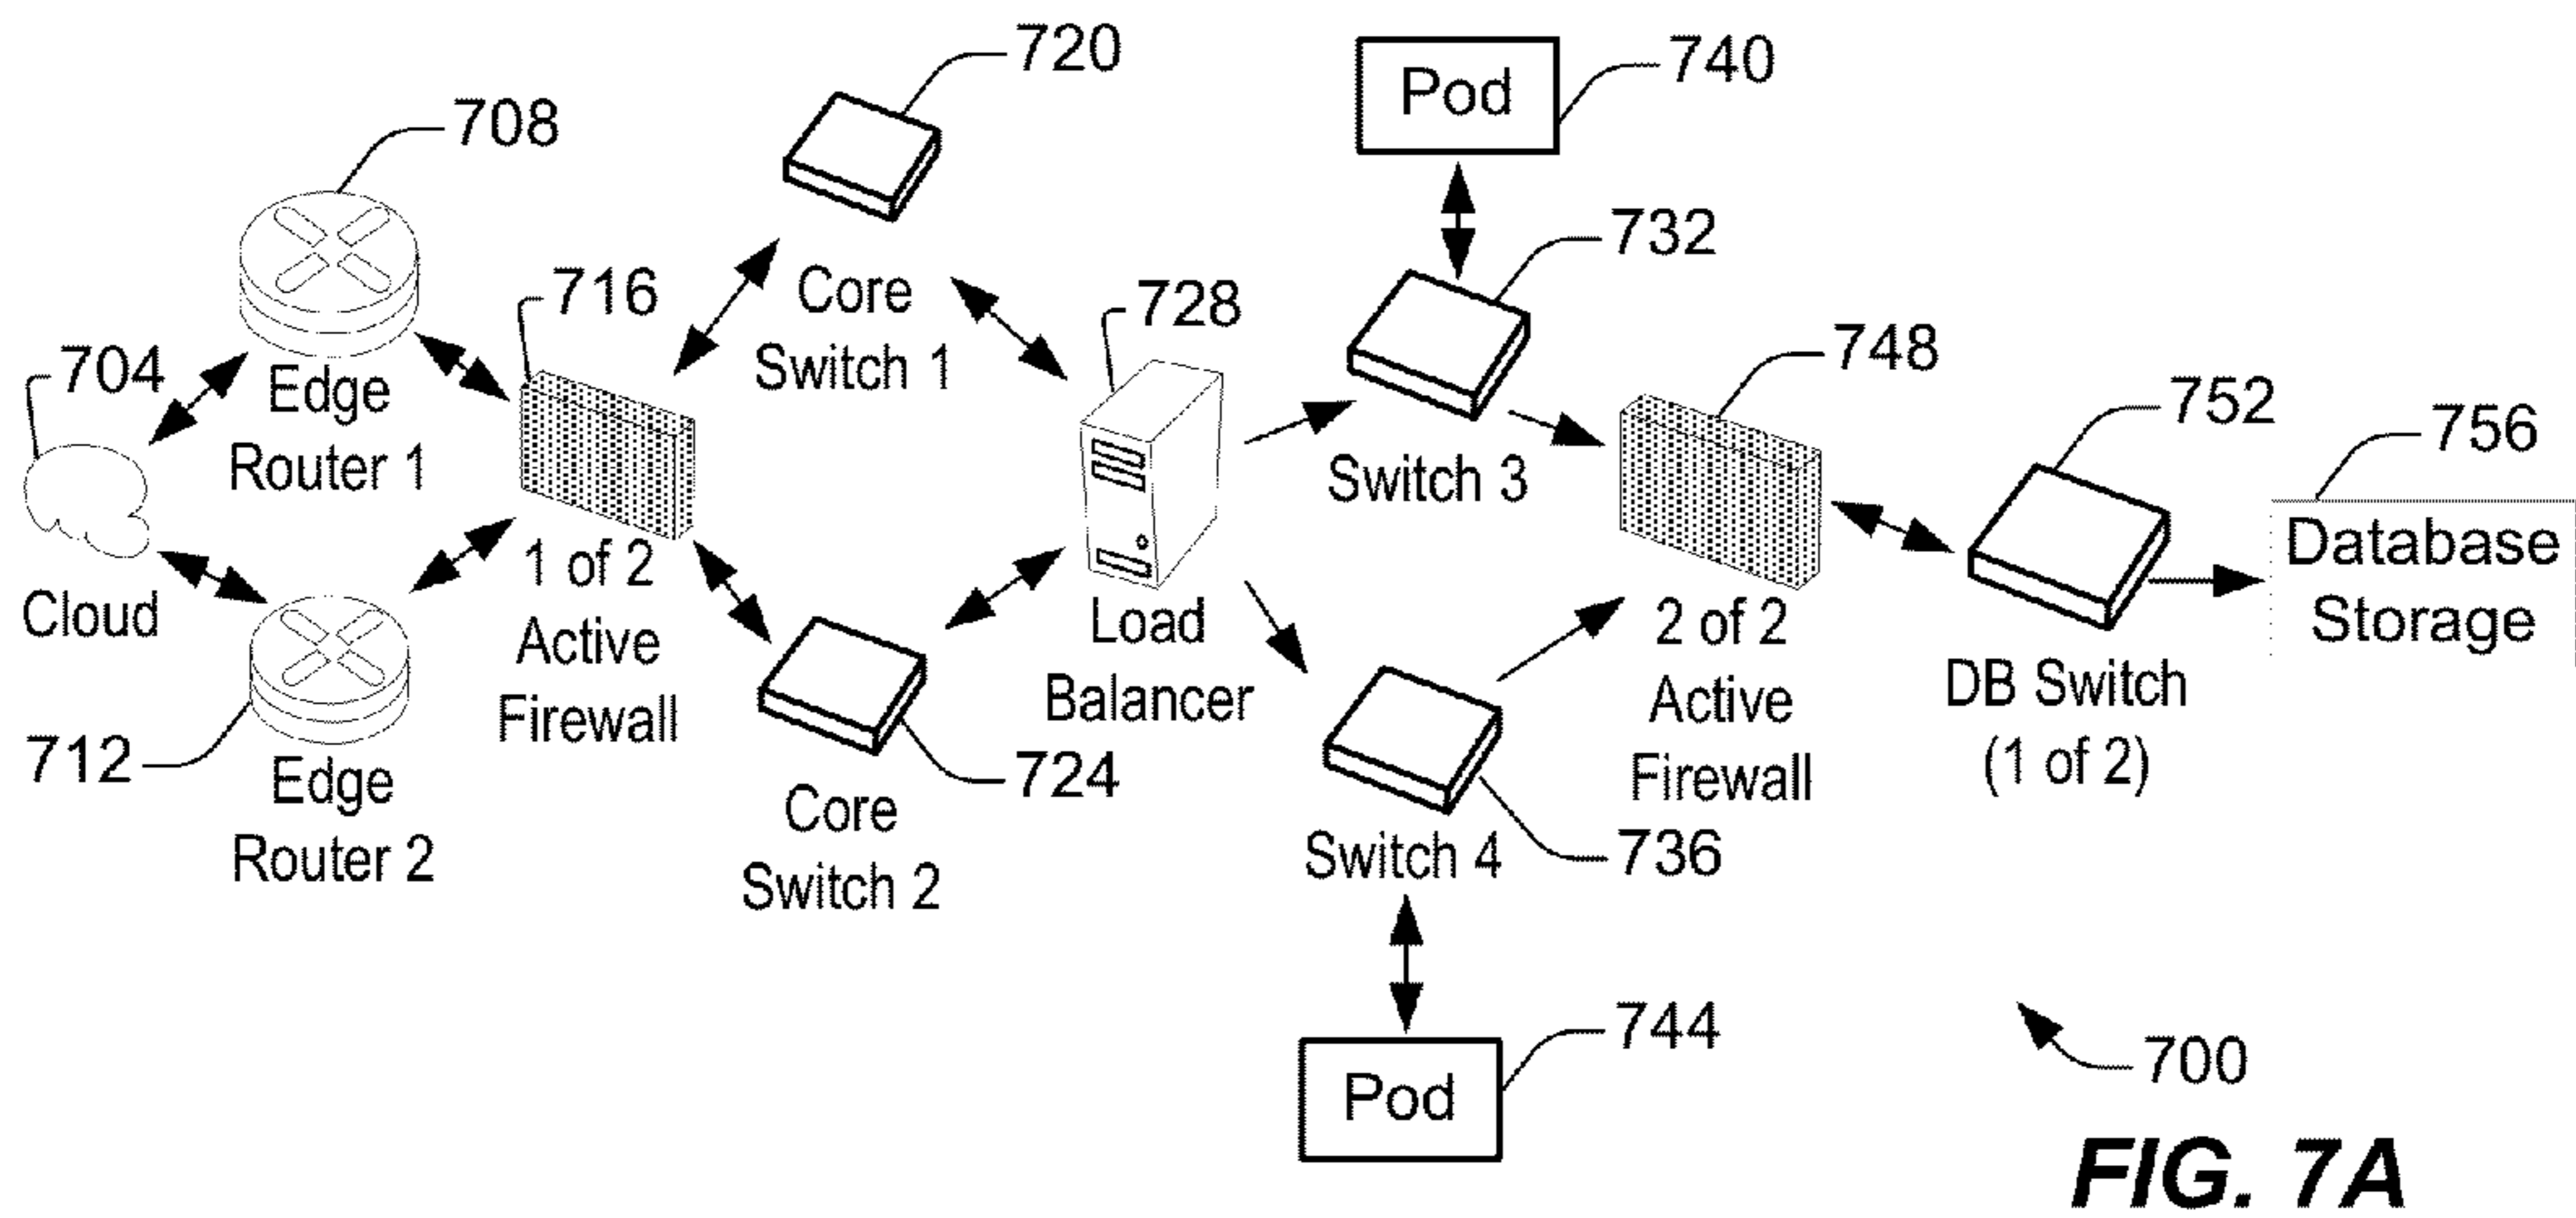 720
740
Pod
708
732
716
Core
Switch 1
728
748
704
Edge
Router 1
752
756
Switch 3
Database
Storage
1 of 2
Active
Firewall
Cloud
Load
Balancer
2 of 2
Active
Firewall
DB Switch
(1 of 2)
712
Edge
Router 2
724
Core
Switch 2
Switch 4
736
744
Pod
700
FIG. 7A